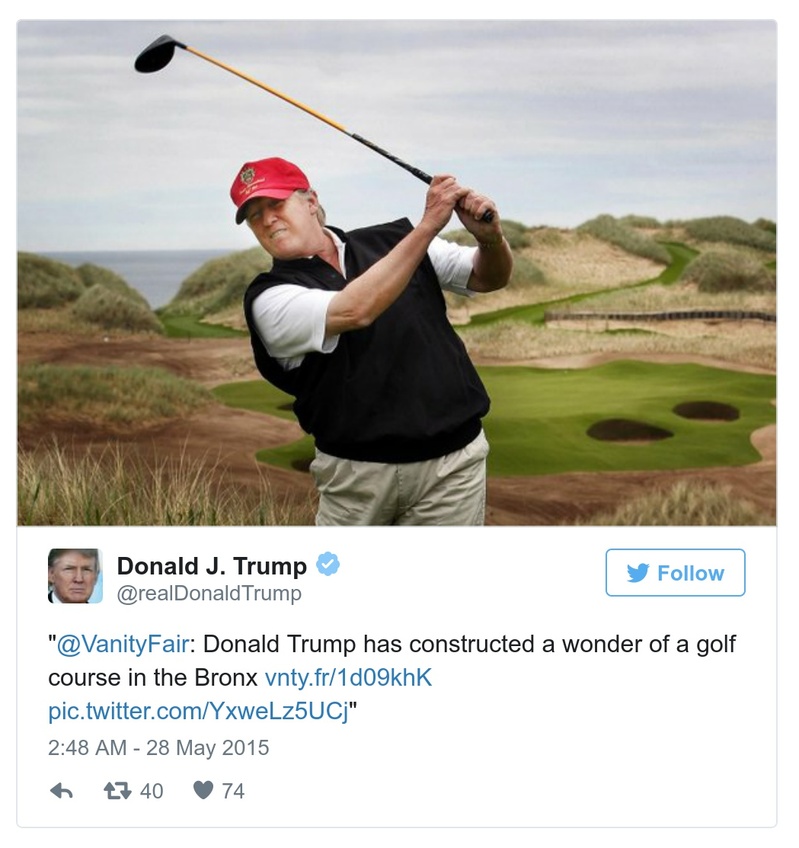 Donald J. Trump
@realDonaldTrump
Follow
"@VanityFair: Donald Trump has constructed a wonder of a golf
course in the Bronx vnty.fr/1d09khK
pic.twitter.com/YxweLz5UCj"
2:48 AM - 28 May 2015
40
74